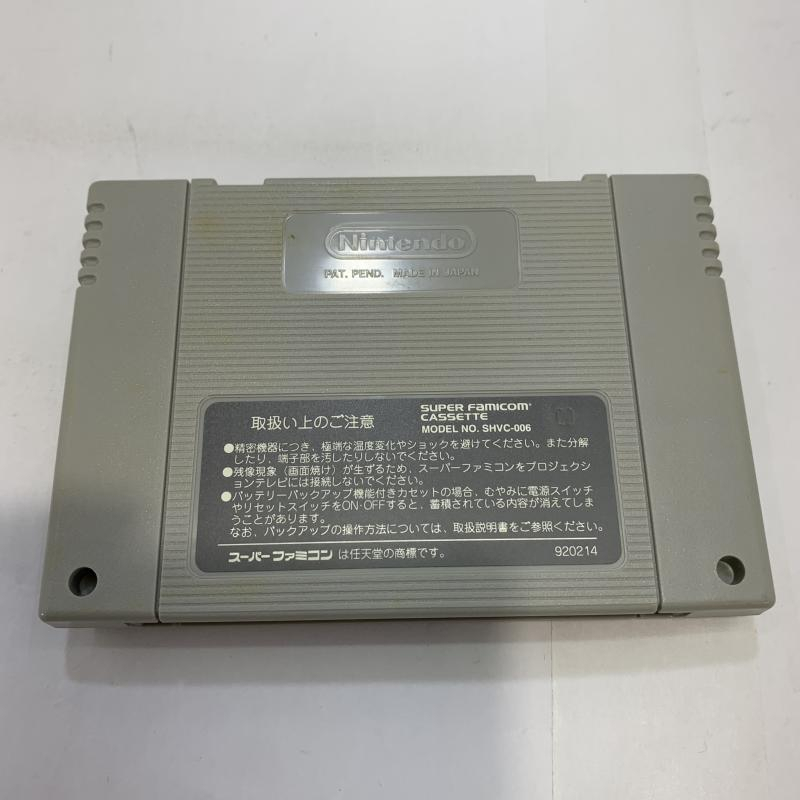 Nintendo
PAT. PEND. MADE IN JAPAN
取扱い上のご注意
SUPER FAMICOM
CASSETTE
MODEL NO. SHVC-006
●精密機器につき、極端な温度変化やショックを避けてください。また分解
したり、端子部を汚したりしないでください。
●残像現象（画面焼け）が生ずるため、スーパーファミコンをプロジェクシ
ョンテレビには接続しないでください。
●バッテリーバックアップ機能付きカセットの場合、むやみに電源スイッチ
やリセットスイッチをON・OFFすると、蓄積されている内容が消えてしま
うことがあります。
なお、バックアップの操作方法については、取扱説明書をご参照ください。
スーパーファミコンは任天堂の商標です。
920214